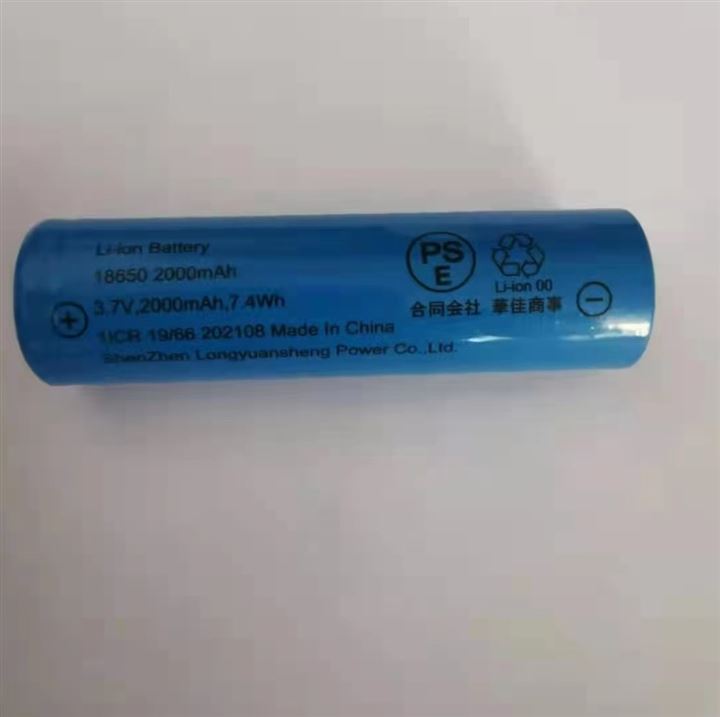 Li-ion Battery
18650 2000mAh
3.7V,2000mAh,7.4Wh
1ICR 19/66 202108 Made In China
ShenZhen Longyuansheng Power Co.,Ltd.
PS
E
Li-ion 00
合同会社 華佳商事